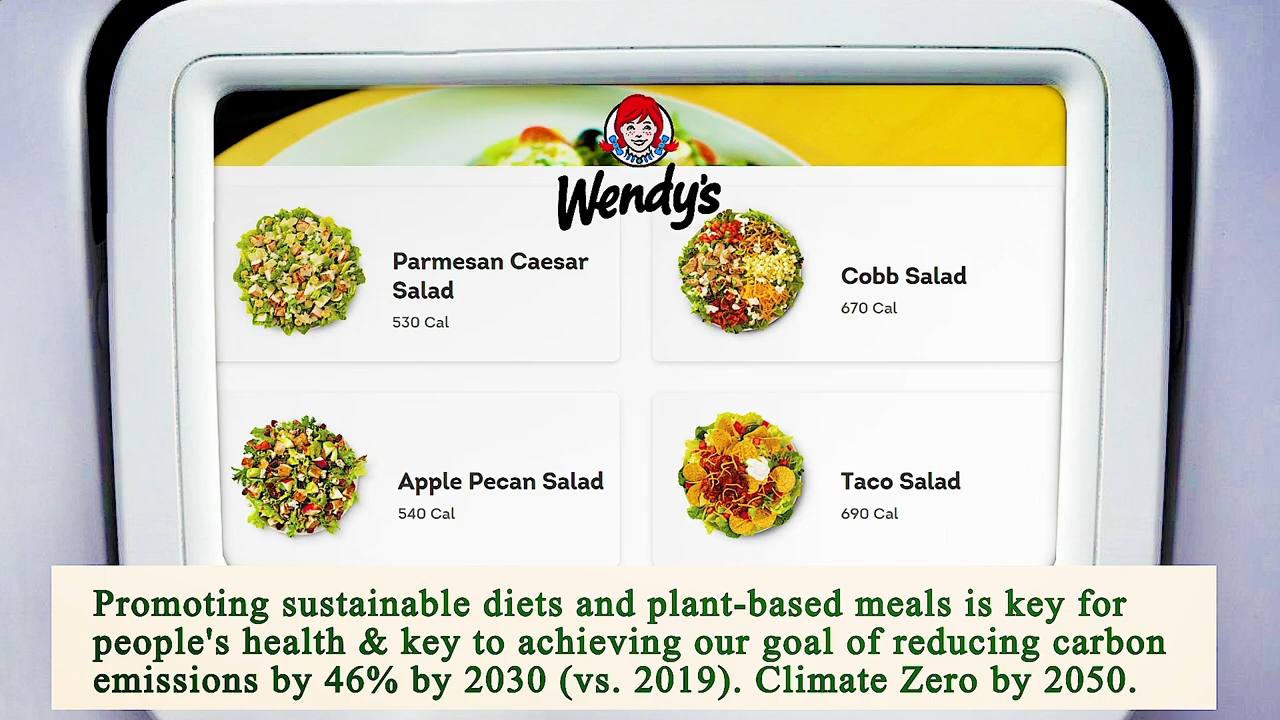 Wendy's
Parmesan Caesar
Salad
530 Cal
Cobb Salad
670 Cal
Apple Pecan Salad
540 Cal
Taco Salad
690 Cal
Promoting sustainable diets and plant-based meals is key for
people's health & key to achieving our goal of reducing carbon
emissions by 46% by 2030 (vs. 2019). Climate Zero by 2050.